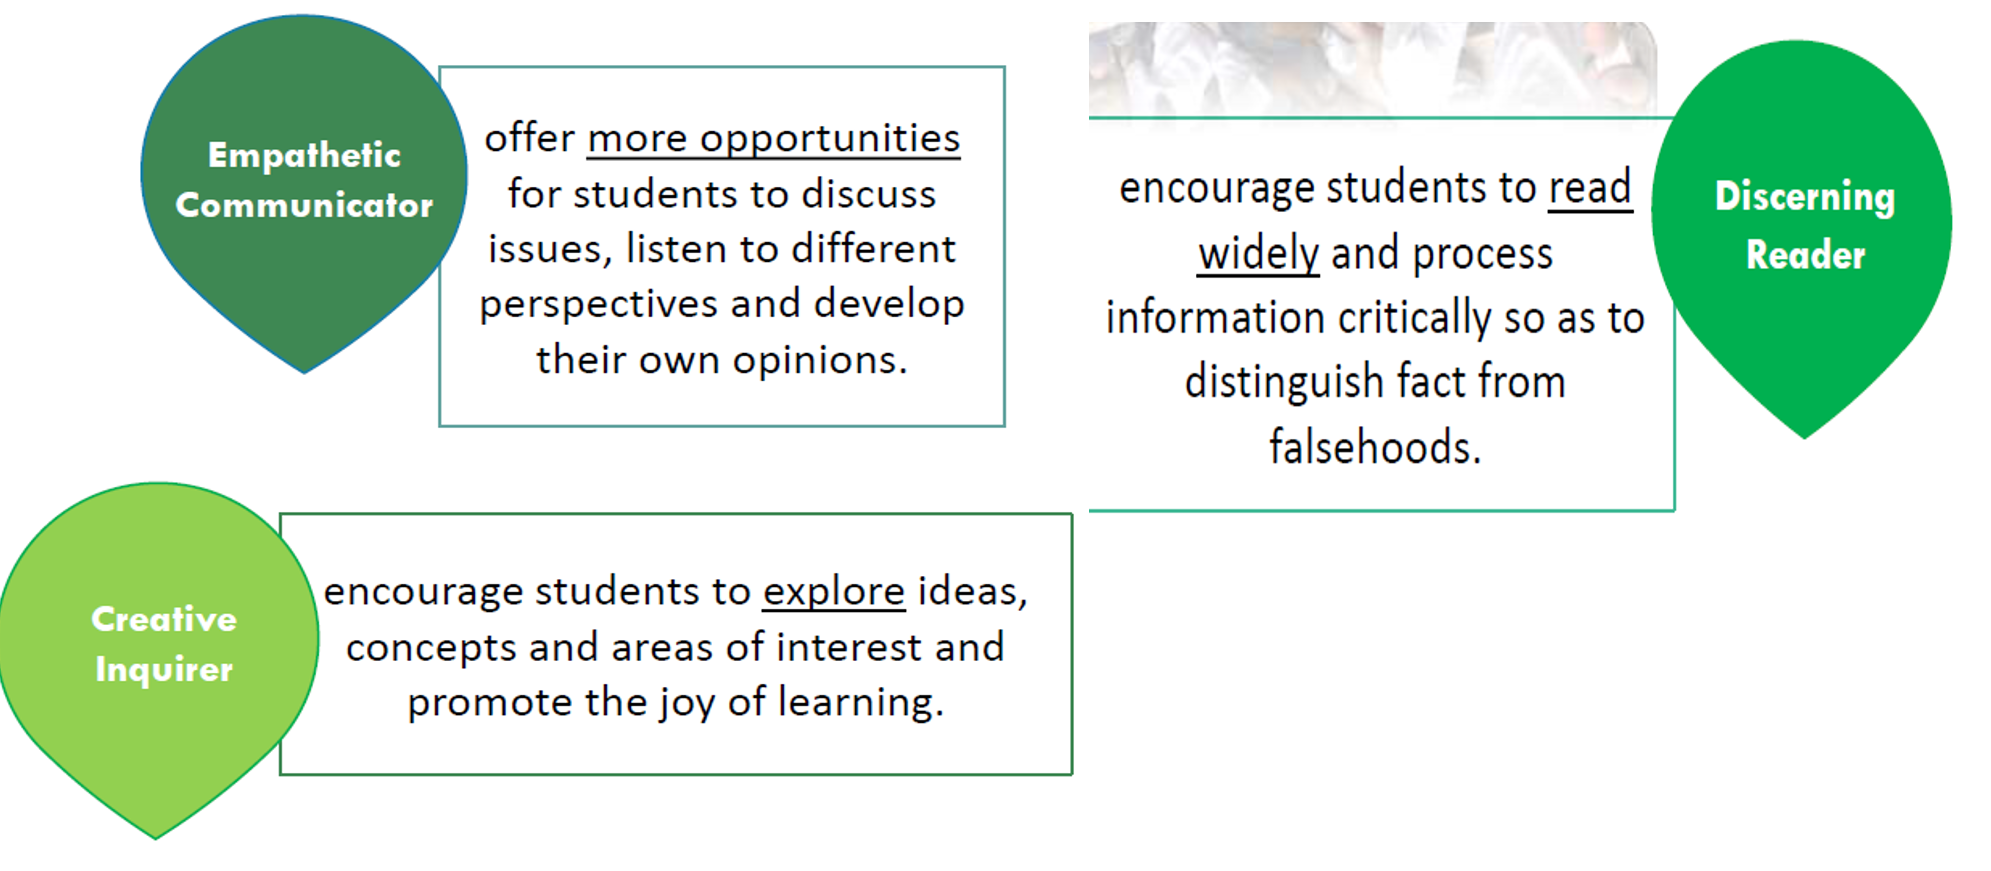 Empathetic
Communicator
offer more opportunities
for students to discuss
issues, listen to different
perspectives and develop
their own opinions.
encourage students to read
widely and process
information critically so as to
distinguish fact from
falsehoods.
Discerning
Reader
Creative
Inquirer
encourage students to explore ideas,
concepts and areas of interest and
promote the joy of learning.